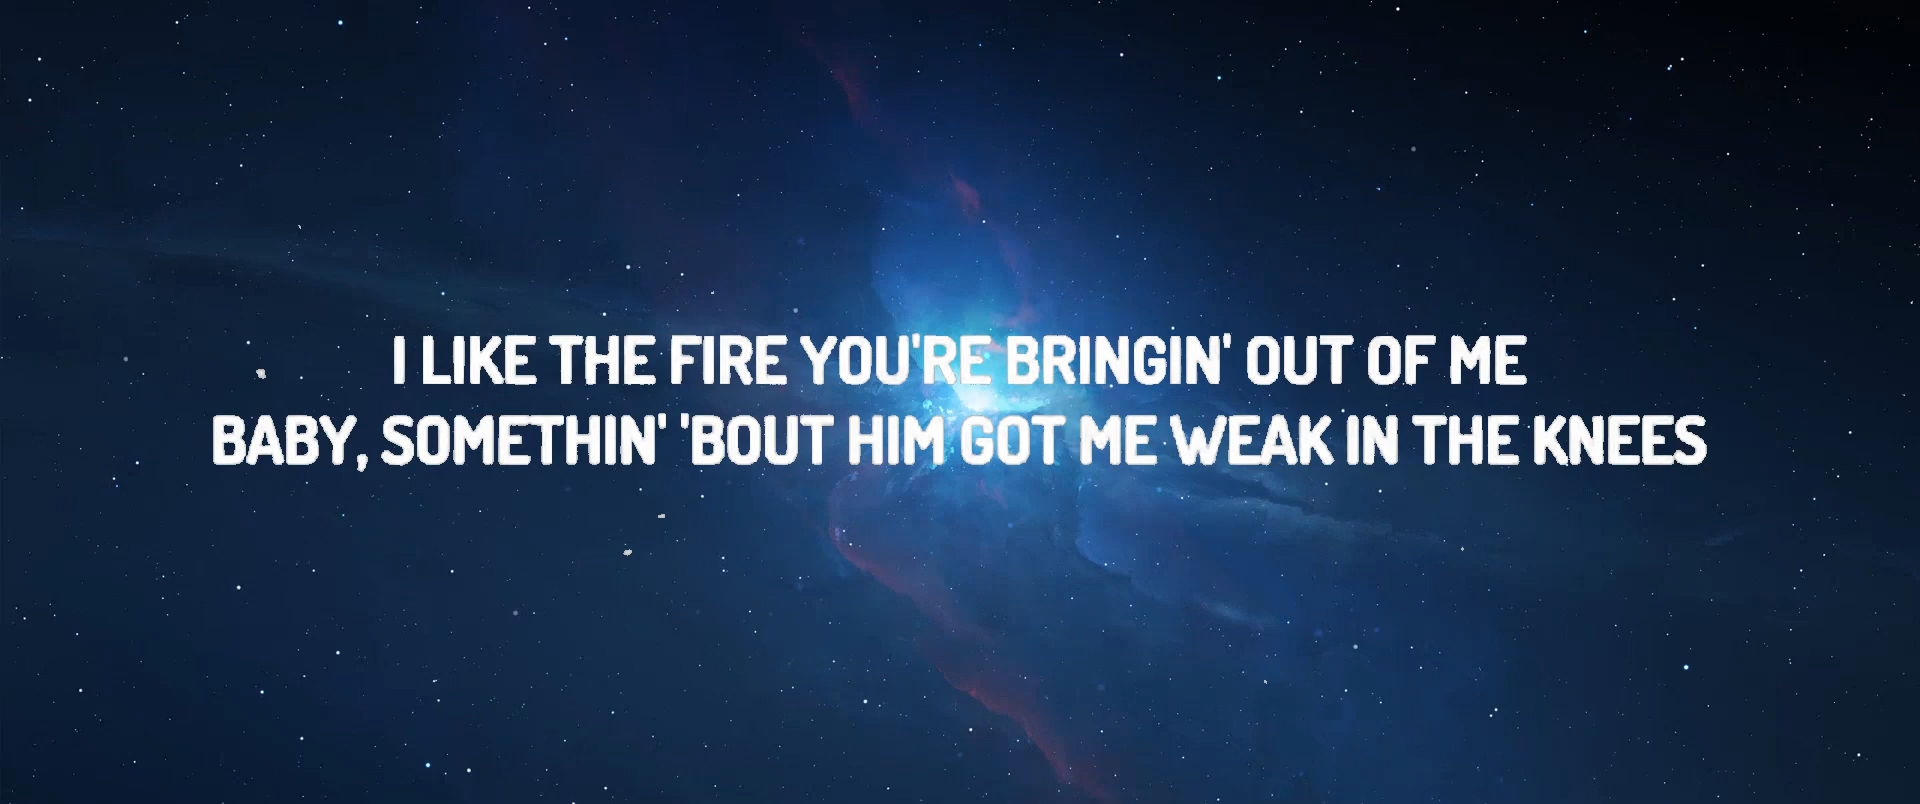 I LIKE THE FIRE YOU'RE BRINGIN' OUT OF ME
BABY, SOMETHIN' 'BOUT HIM GOT ME WEAK IN THE KNEES